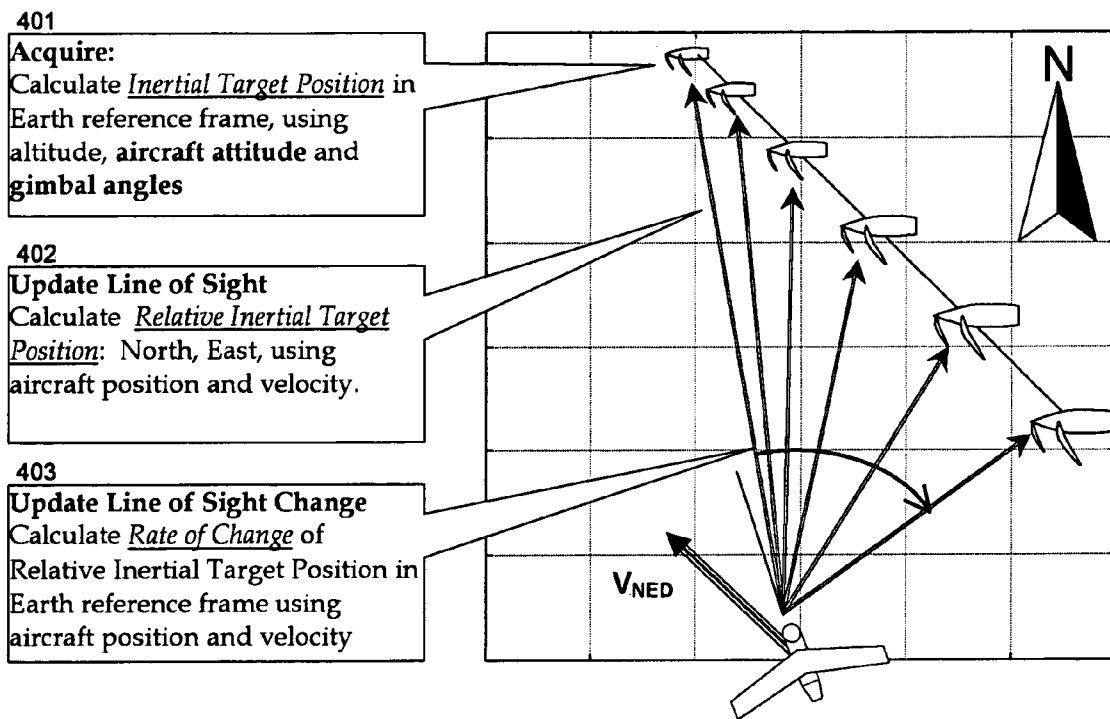 401
Acquire:
Calculate Inertial Target Position in
Earth reference frame, using
altitude, aircraft attitude and
gimbal angles
402
Update Line of Sight
Calculate Relative Inertial Target
Position: North, East, using
aircraft position and velocity.
403
Update Line of Sight Change
Calculate Rate of Change of
Relative Inertial Target Position in
Earth reference frame using
aircraft position and velocity
N
VNED